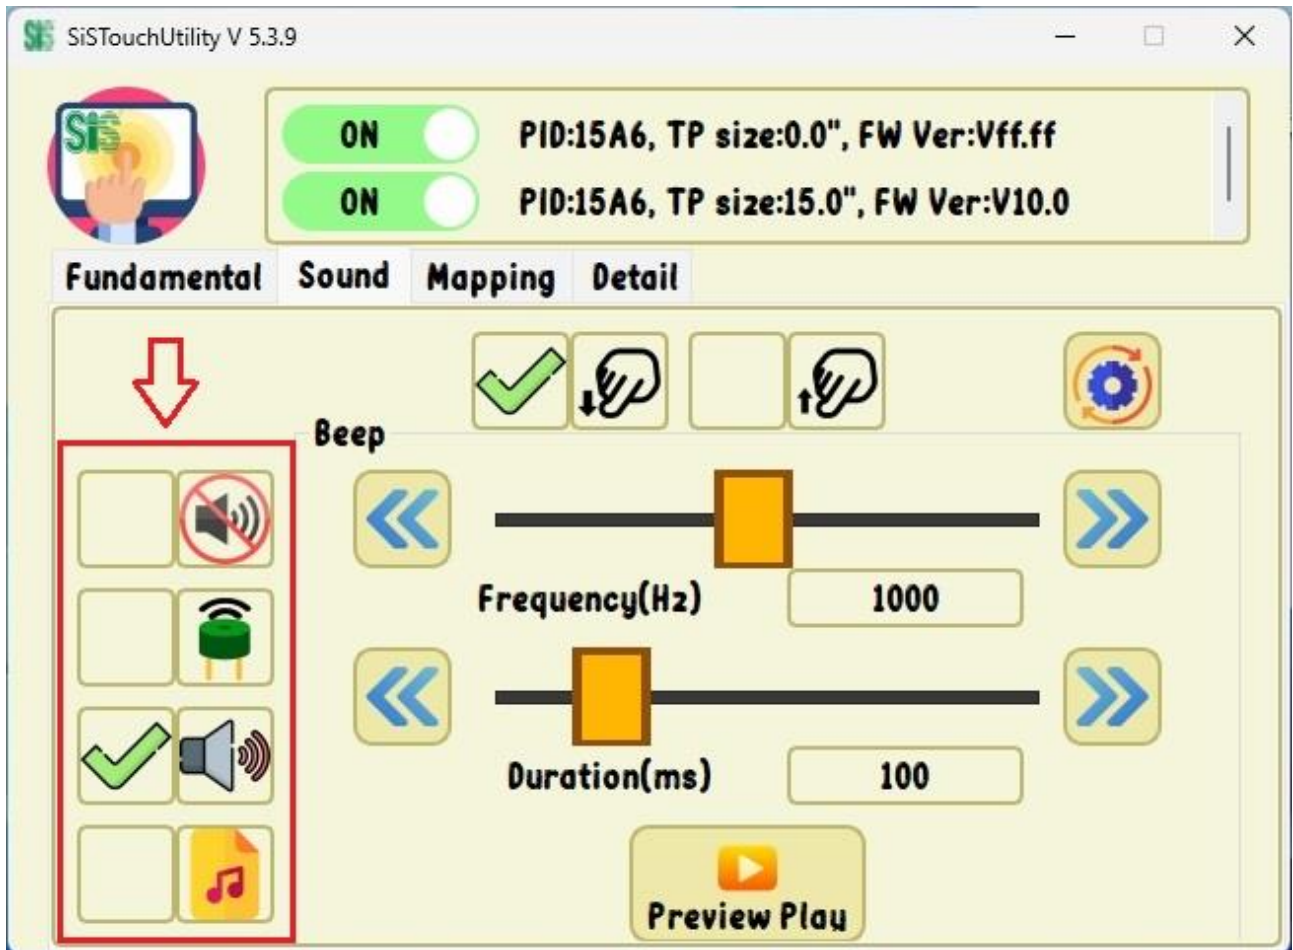 SiS SiSTouchUtility V 5.3.9
SiS
ON PID:15A6, TP size:0.0", FW Ver:Vff.ff
ON PID:15A6, TP size:15.0", FW Ver:V10.0
Fundamental Sound Mapping Detail
Beep
Frequency(Hz) 1000
Duration(ms) 100
Preview Play